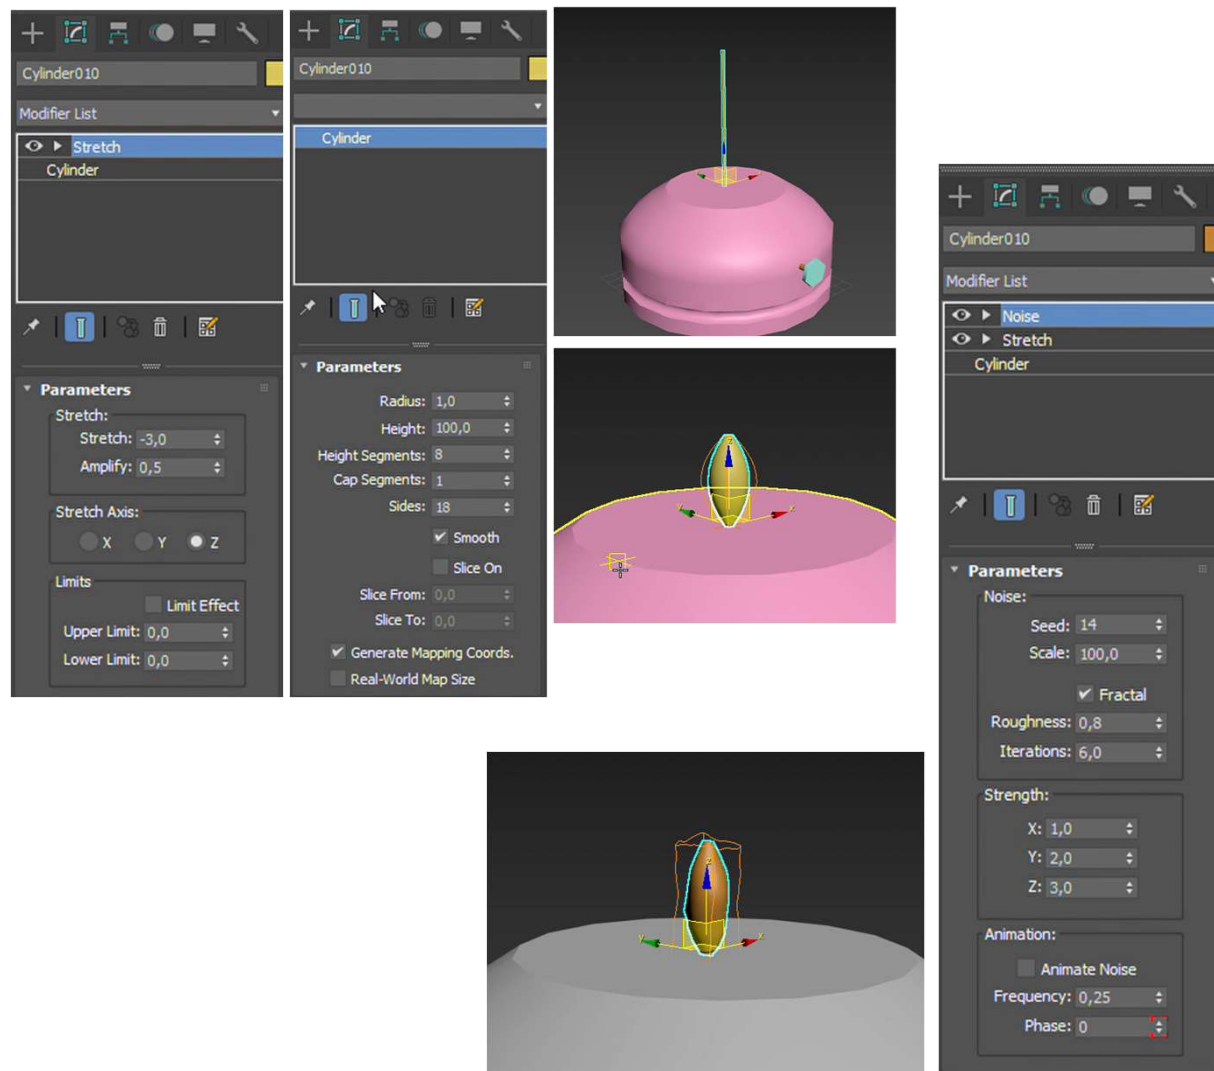 Cylinder010
Modifier List
Stretch
Cylinder
Parameters
Stretch:
Stretch: -3,0
Amplify: 0,5
Stretch Axis:
X Y Z
Limits
Limit Effect
Upper Limit: 0,0
Lower Limit: 0,0
Cylinder010
Cylinder
Parameters
Radius: 1,0
Height: 100,0
Height Segments: 8
Cap Segments: 1
Sides: 18
Smooth
Slice On
Slice From: 0,0
Slice To: 0,0
Generate Mapping Coords.
Real-World Map Size
z
y x
z
y x
Cylinder010
Modifier List
Noise
Stretch
Cylinder
Parameters
Noise:
Seed: 14
Scale: 100,0
Fractal
Roughness: 0,8
Iterations: 6,0
Strength:
X: 1,0
Y: 2,0
Z: 3,0
Animation:
Animate Noise
Frequency: 0,25
Phase: 0